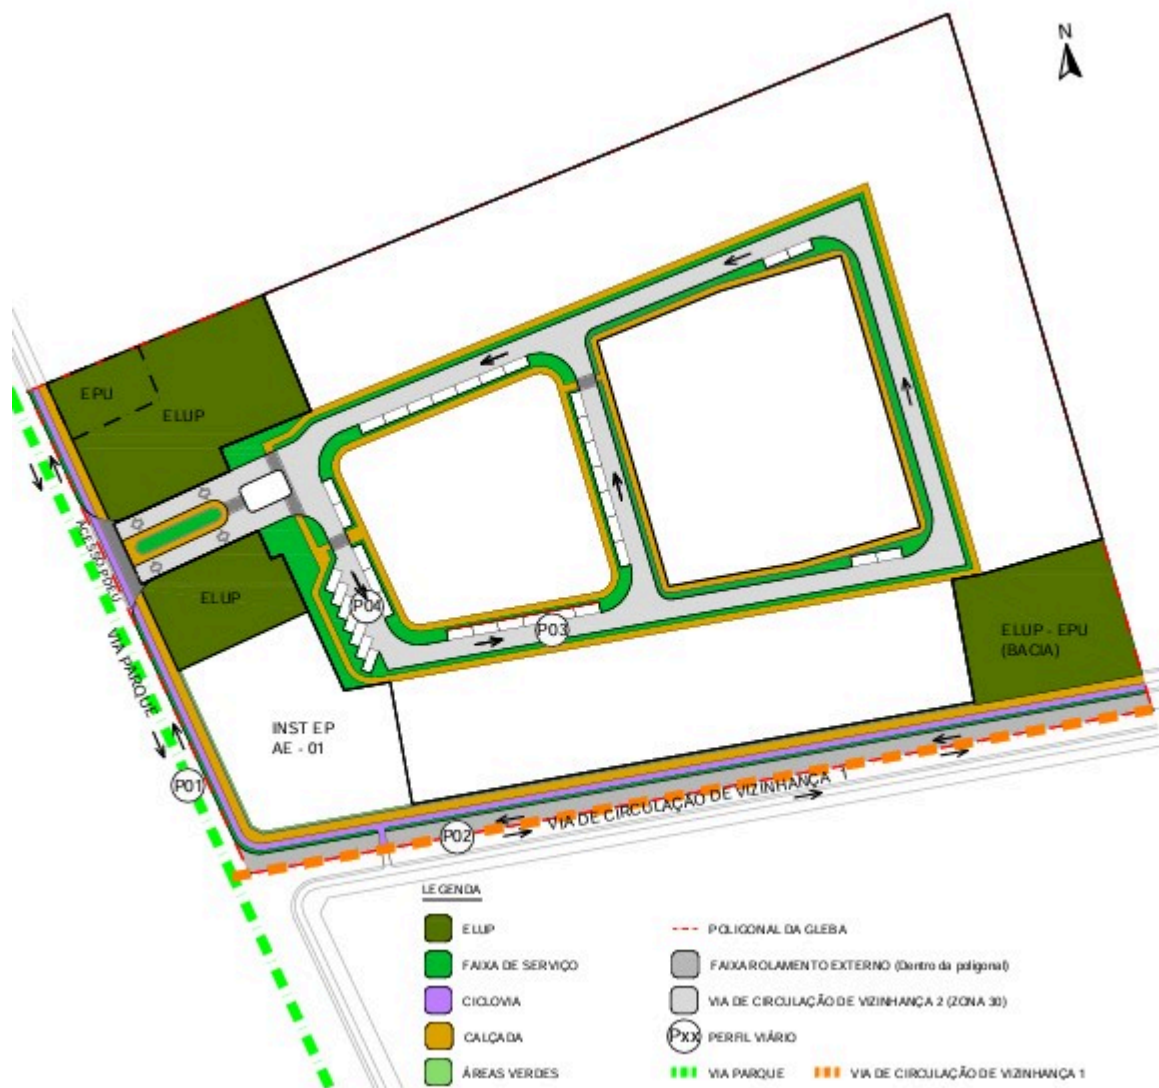 N
EPU
ELUP
ACESSO PDEU
ELUP
P04
P03
ELUP - EPU
(BACIA)
VIA PARQUE
INST EP
AE - 01
P01
VIA DE CIRCULAÇÃO DE VIZINHANÇA 1
P02
LEGENDA
ELUP
POLIGONAL DA GLEBA
FAIXA DE SERVIÇO
FAIXA ROLAMENTO EXTERNO (Dentro da poligonal)
CICLOVIA
VIA DE CIRCULAÇÃO DE VIZINHANÇA 2 (ZONA 30)
CALÇADA
Pxx PERFIL VIÁRIO
ÁREAS VERDES
VIA PARQUE
VIA DE CIRCULAÇÃO DE VIZINHANÇA 1